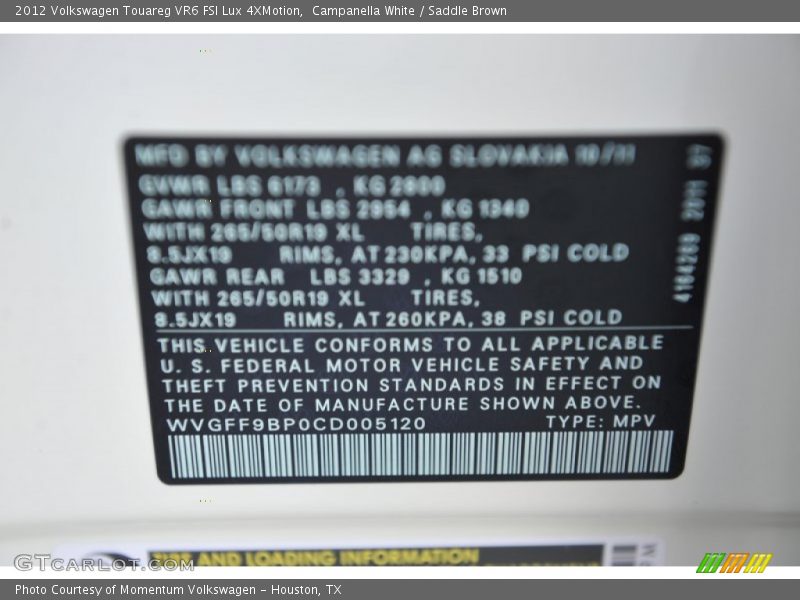 2012 Volkswagen Touareg VR6 FSI Lux 4XMotion,  Campanella White / Saddle Brown
MFD BY VOLKSWAGEN AG SLOVAKIA 10/11
GVWR LBS 6173 , KG 2800
GAWR FRONT LBS 2954 , KG 1340
WITH 265/50R19 XL TIRES,
8.5JX19 RIMS, AT 230KPA, 33 PSI COLD
GAWR REAR LBS 3329 , KG 1510
WITH 265/50R19 XL TIRES,
8.5JX19 RIMS, AT 260KPA, 38 PSI COLD
THIS VEHICLE CONFORMS TO ALL APPLICABLE
U. S. FEDERAL MOTOR VEHICLE SAFETY AND
THEFT PREVENTION STANDARDS IN EFFECT ON
THE DATE OF MANUFACTURE SHOWN ABOVE.
WVGFF9BP0CD005120 TYPE: MPV
2011
TIRE AND LOADING INFORMATION
GTCarLot.com
Photo Courtesy of Momentum Volkswagen - Houston, TX